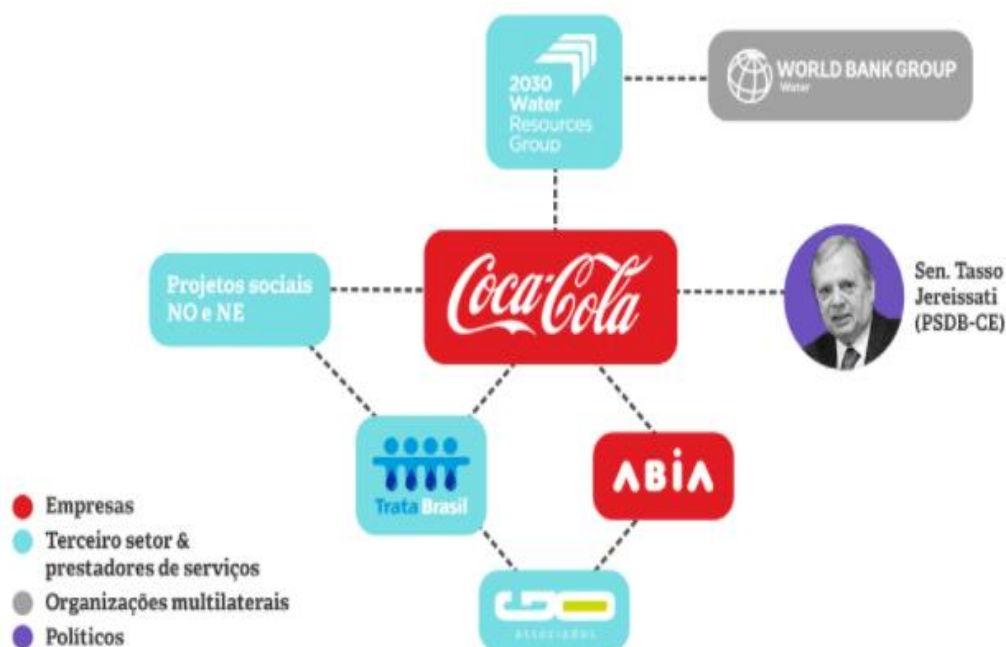 2030
Water
Resources
Group
WORLD BANK GROUP
Water
Projetos sociais
NO e NE
Coca-Cola
Sen. Tasso
Jereissati
(PSDB-CE)
Trata Brasil
ABiA
GO
associados
Empresas
Terceiro setor &
prestadores de serviços
Organizações multilaterais
Políticos